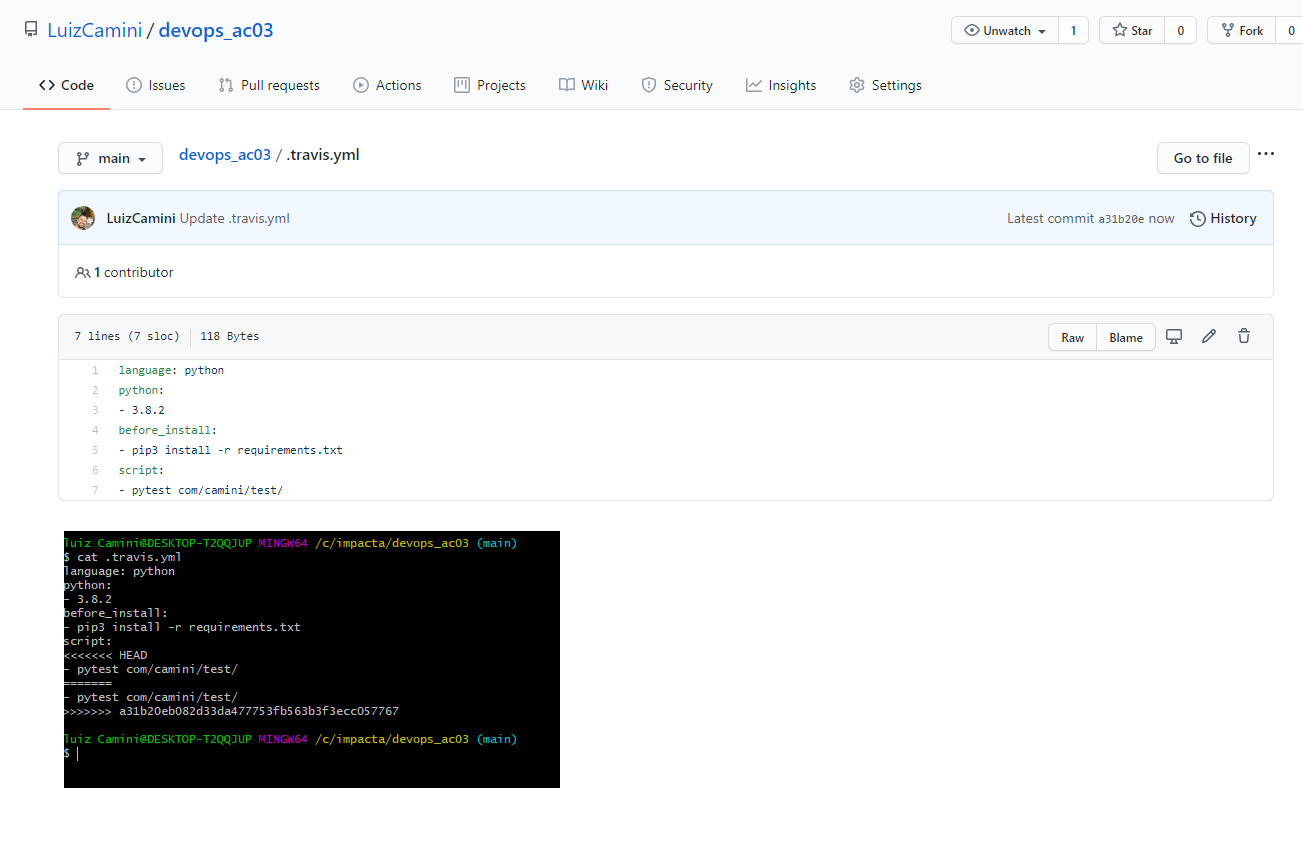 LuizCamini / devops_ac03
Unwatch 1 Star 0 Fork 0
Code Issues Pull requests Actions Projects Wiki Security Insights Settings
main devops_ac03 / .travis.yml Go to file ...
LuizCamini Update .travis.yml Latest commit a31b20e now History
1 contributor
7 lines (7 sloc) 118 Bytes Raw Blame
1 language: python
2 python:
3 - 3.8.2
4 before_install:
5 - pip3 install -r requirements.txt
6 script:
7 - pytest com/camini/test/
luiz Camini@DESKTOP-T2QQJUP MINGW64 /c/impacta/devops_ac03 (main)
$ cat .travis.yml
language: python
python:
- 3.8.2
before_install:
- pip3 install -r requirements.txt
script:
<<<<<<< HEAD
- pytest com/camini/test/
=======
- pytest com/camini/test/
>>>>>>> a31b20eb082d33da477753fb563b3f3ecc057767
luiz Camini@DESKTOP-T2QQJUP MINGW64 /c/impacta/devops_ac03 (main)
$